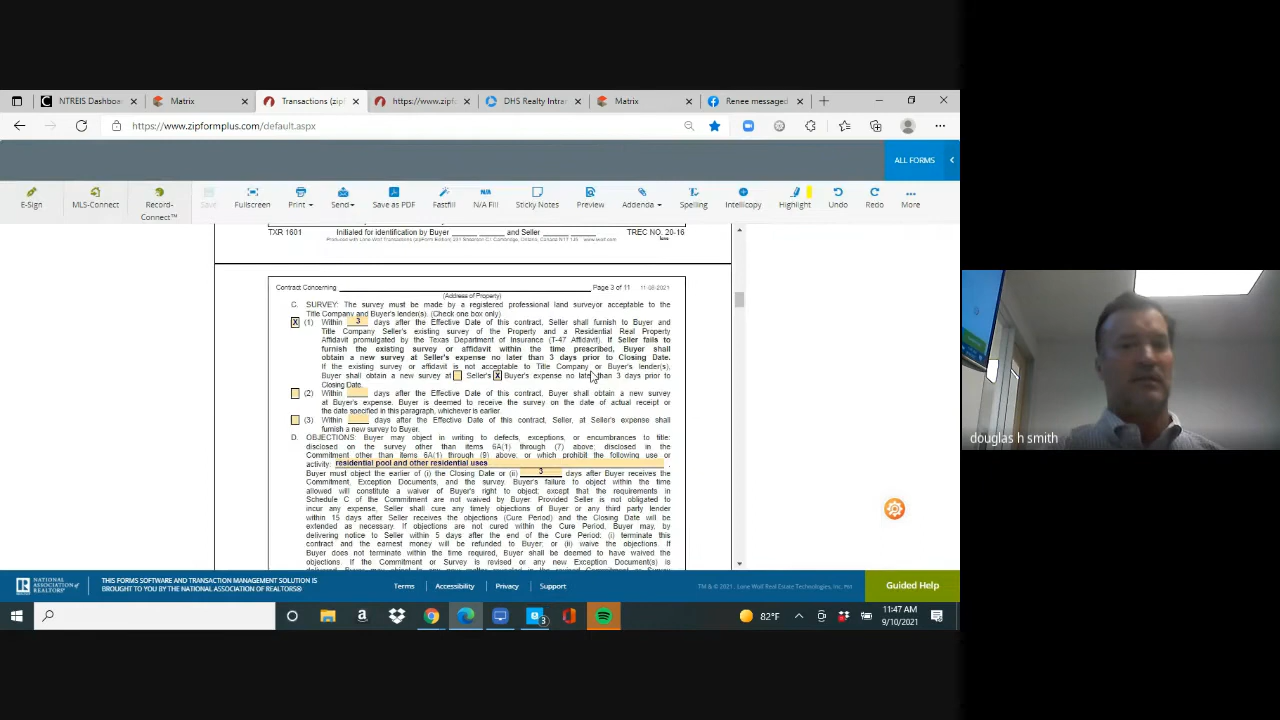 NTREIS Dashboa
Matrix
Transactions (zipF
https://www.zipf
DHS Realty Intra
Matrix
Renee messaged
https://www.zipformplus.com/default.aspx
ALL FORMS
E-Sign
MLS-Connect
Record-
Connect™
Save
Fullscreen
Print
Send
Save as PDF
Fastfill
N/A
N/A Fill
Sticky Notes
Preview
Addenda
Spelling
Intellicopy
Highlight
Undo
Redo
More
TXR 1601 Initialed for identification by Buyer and Seller TREC NO. 20-16
Contract Concerning Page 3 of 11 11-08-2021
(Address of Property)
C. SURVEY: The survey must be made by a registered professional land surveyor acceptable to the
Title Company and Buyer's lender(s). (Check one box only)
X (1) Within 3 days after the Effective Date of this contract, Seller shall furnish to Buyer and
Title Company Seller's existing survey of the Property and a Residential Real Property
Affidavit promulgated by the Texas Department of Insurance (T-47 Affidavit). If Seller fails to
furnish the existing survey or affidavit within the time prescribed, Buyer shall
obtain a new survey at Seller's expense no later than 3 days prior to Closing Date.
If the existing survey or affidavit is not acceptable to Title Company or Buyer's lender(s),
Buyer shall obtain a new survey at Seller's X Buyer's expense no later than 3 days prior to
Closing Date.
(2) Within days after the Effective Date of this contract, Buyer shall obtain a new survey
at Buyer's expense. Buyer is deemed to receive the survey on the date of actual receipt or
the date specified in this paragraph, whichever is earlier.
(3) Within days after the Effective Date of this contract, Seller, at Seller's expense shall
furnish a new survey to Buyer.
D. OBJECTIONS: Buyer may object in writing to defects, exceptions, or encumbrances to title:
disclosed on the survey other than items 6A(1) through (7) above; disclosed in the
Commitment other than items 6A(1) through (9) above; or which prohibit the following use or
activity: residential pool and other residential uses .
Buyer must object the earlier of (i) the Closing Date or (ii) 3 days after Buyer receives the
Commitment, Exception Documents, and the survey. Buyer's failure to object within the time
allowed will constitute a waiver of Buyer's right to object; except that the requirements in
Schedule C of the Commitment are not waived by Buyer. Provided Seller is not obligated to
incur any expense, Seller shall cure any timely objections of Buyer or any third party lender
within 15 days after Seller receives the objections (Cure Period) and the Closing Date will be
extended as necessary. If objections are not cured within the Cure Period, Buyer may, by
delivering notice to Seller within 5 days after the end of the Cure Period: (i) terminate this
contract and the earnest money will be refunded to Buyer; or (ii) waive the objections. If
Buyer does not terminate within the time required, Buyer shall be deemed to have waived the
objections. If the Commitment or Survey is revised or any new Exception Document(s) is
NATIONAL
ASSOCIATION of
REALTORS®
THIS FORMS SOFTWARE AND TRANSACTION MANAGEMENT SOLUTION IS
BROUGHT TO YOU BY THE NATIONAL ASSOCIATION OF REALTORS®
Terms
Accessibility
Privacy
Support
Guided Help
3
82°F
11:47 AM
9/10/2021
douglas h smith